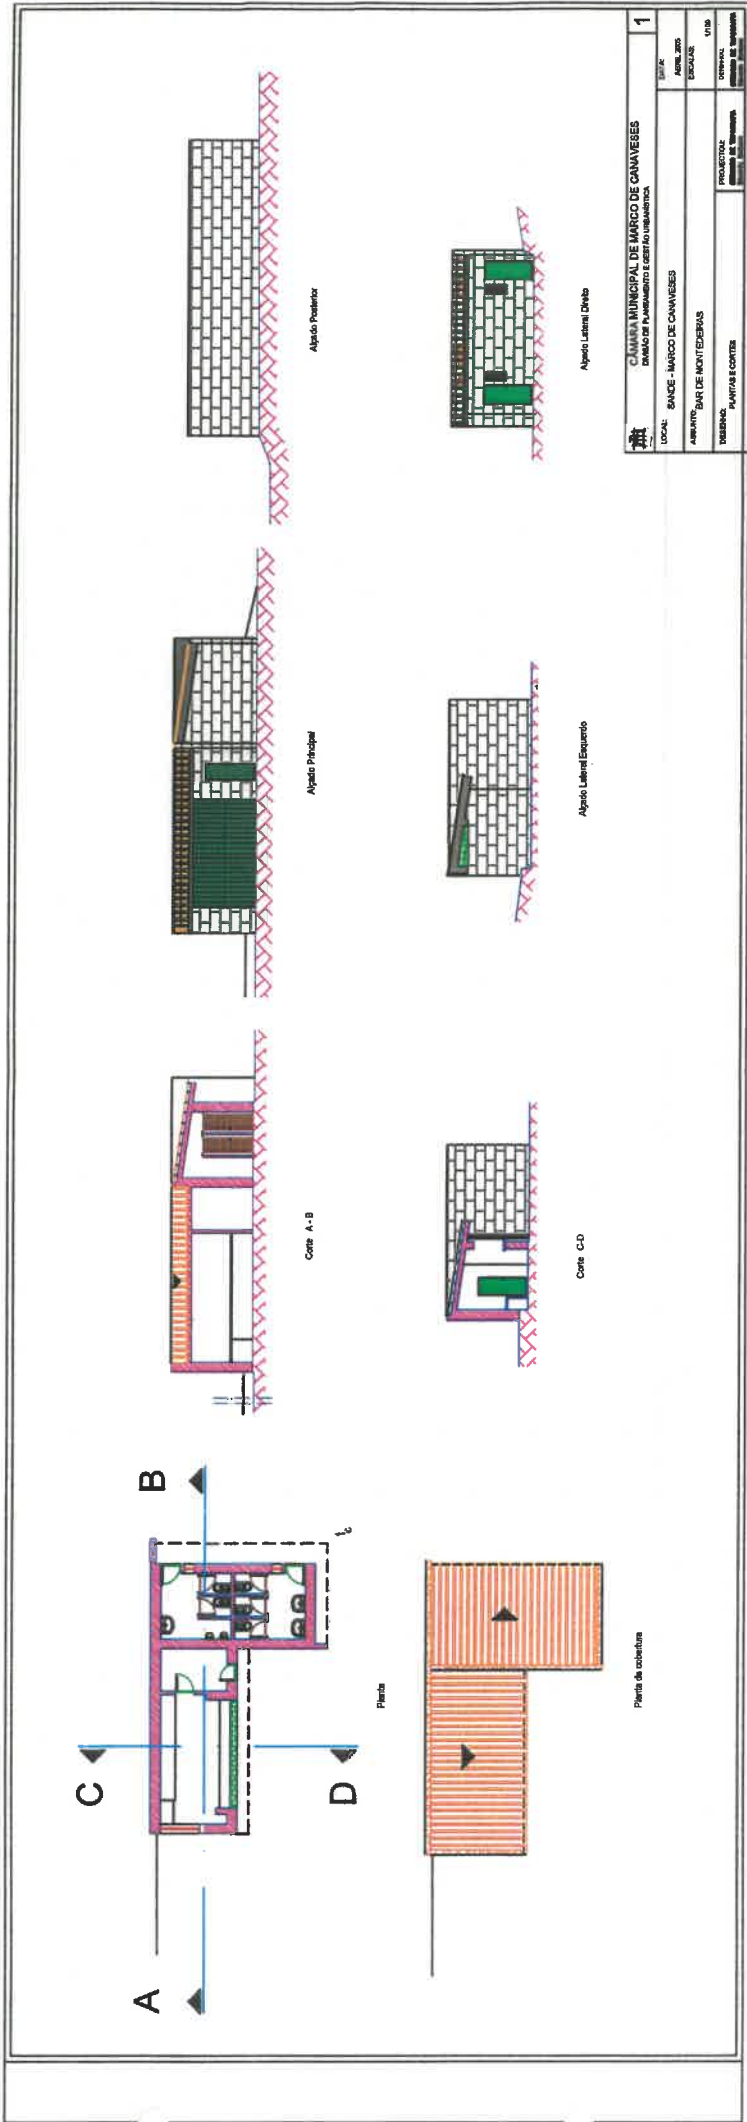 A
B
C
D
Planta
Corte A - B
Alçado Principal
Alçado Posterior
Planta de cobertura
Corte C-D
Alçado Lateral Esquerdo
Alçado Lateral Direito
CÂMARA MUNICIPAL DE MARCO DE CANAVESES
DIVISÃO DE PLANEAMENTO E GESTÃO URBANÍSTICA
1
LOCAL:
SANDE - MARCO DE CANAVESES
DATA:
ABRIL 2005
ASSUNTO:
BAR DE MONTEDEIRAS
ESCALAS:
1/100
DESENHO:
PLANTAS E CORTES
PROJECTOU:
DESENHOU: